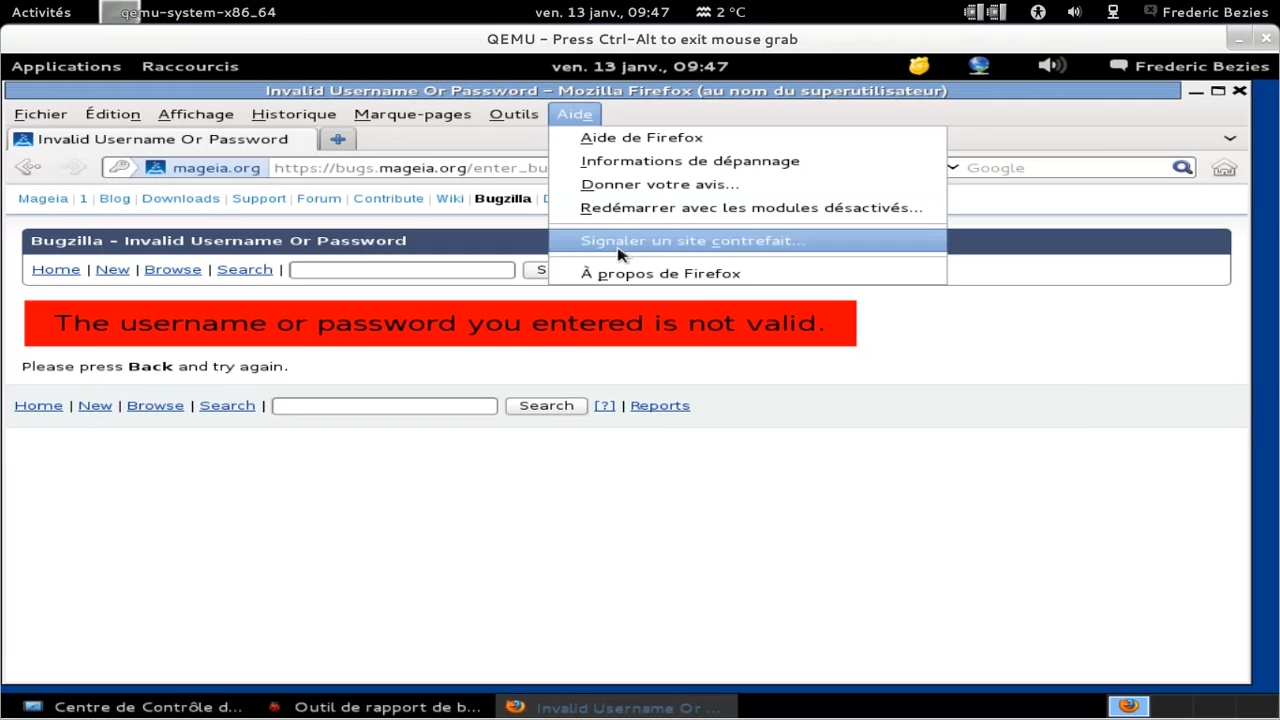 Activités qemu-system-x86_64 ven. 13 janv., 09:47 2 °C Frederic Bezies
QEMU - Press Ctrl-Alt to exit mouse grab
Applications Raccourcis ven. 13 janv., 09:47 Frederic Bezies
Invalid Username Or Password - Mozilla Firefox (au nom du superutilisateur)
Fichier Édition Affichage Historique Marque-pages Outils Aide
Invalid Username Or Password
mageia.org https://bugs.mageia.org/enter_bu Google
Mageia | 1 | Blog | Downloads | Support | Forum | Contribute | Wiki | Bugzilla |
Aide de Firefox
Informations de dépannage
Donner votre avis...
Redémarrer avec les modules désactivés...
Signaler un site contrefait...
À propos de Firefox
Bugzilla - Invalid Username Or Password
Home | New | Browse | Search | S
The username or password you entered is not valid.
Please press Back and try again.
Home | New | Browse | Search | Search [?] | Reports
Centre de Contrôle d... Outil de rapport de b... Invalid Username Or ...